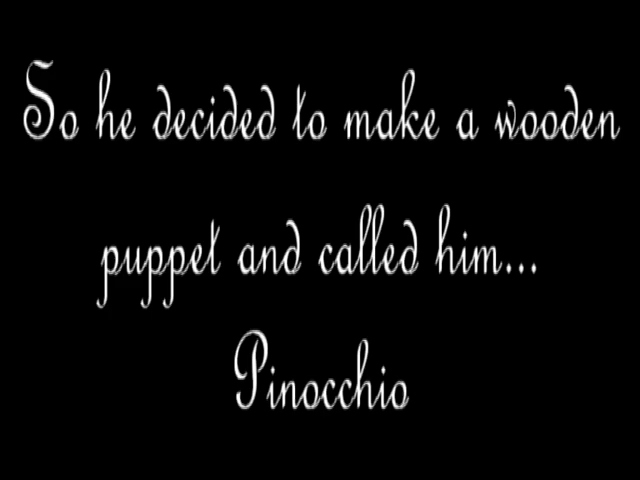 So he decided to make a wooden
puppet and called him...
Pinocchio